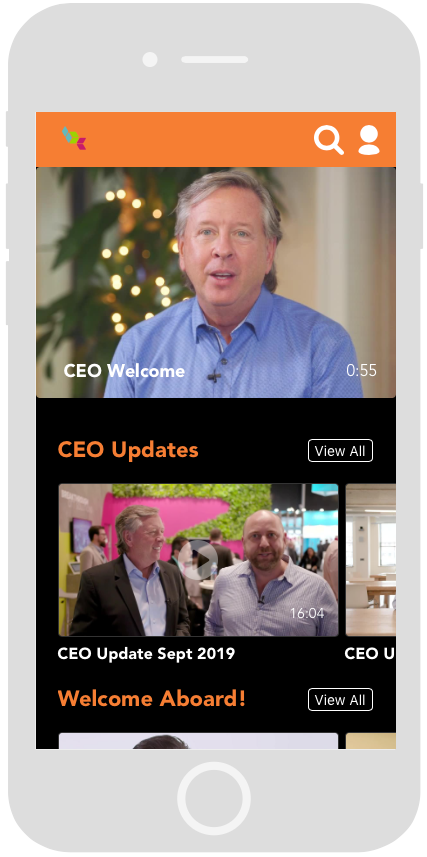 CEO Welcome
0:55
CEO Updates
View All
16:04
CEO Update Sept 2019
CEO U
Welcome Aboard!
View All